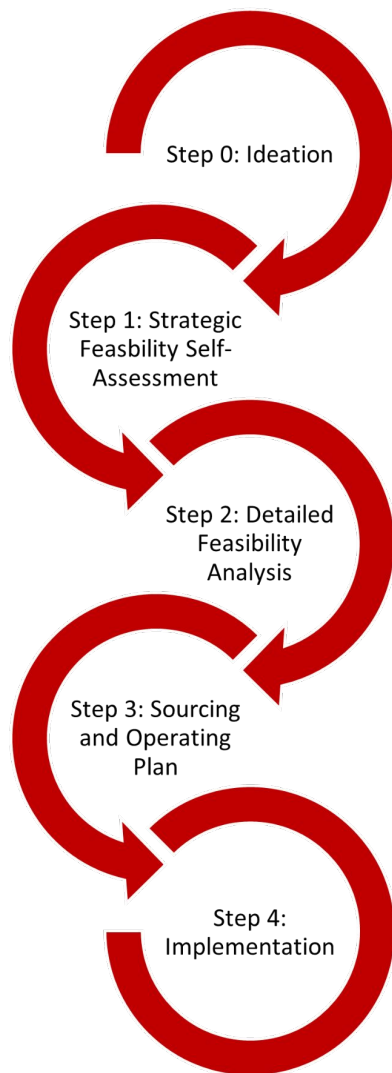 Step 0: Ideation
Step 1: Strategic
Feasbility Self-
Assessment
Step 2: Detailed
Feasibility
Analysis
Step 3: Sourcing
and Operating
Plan
Step 4:
Implementation